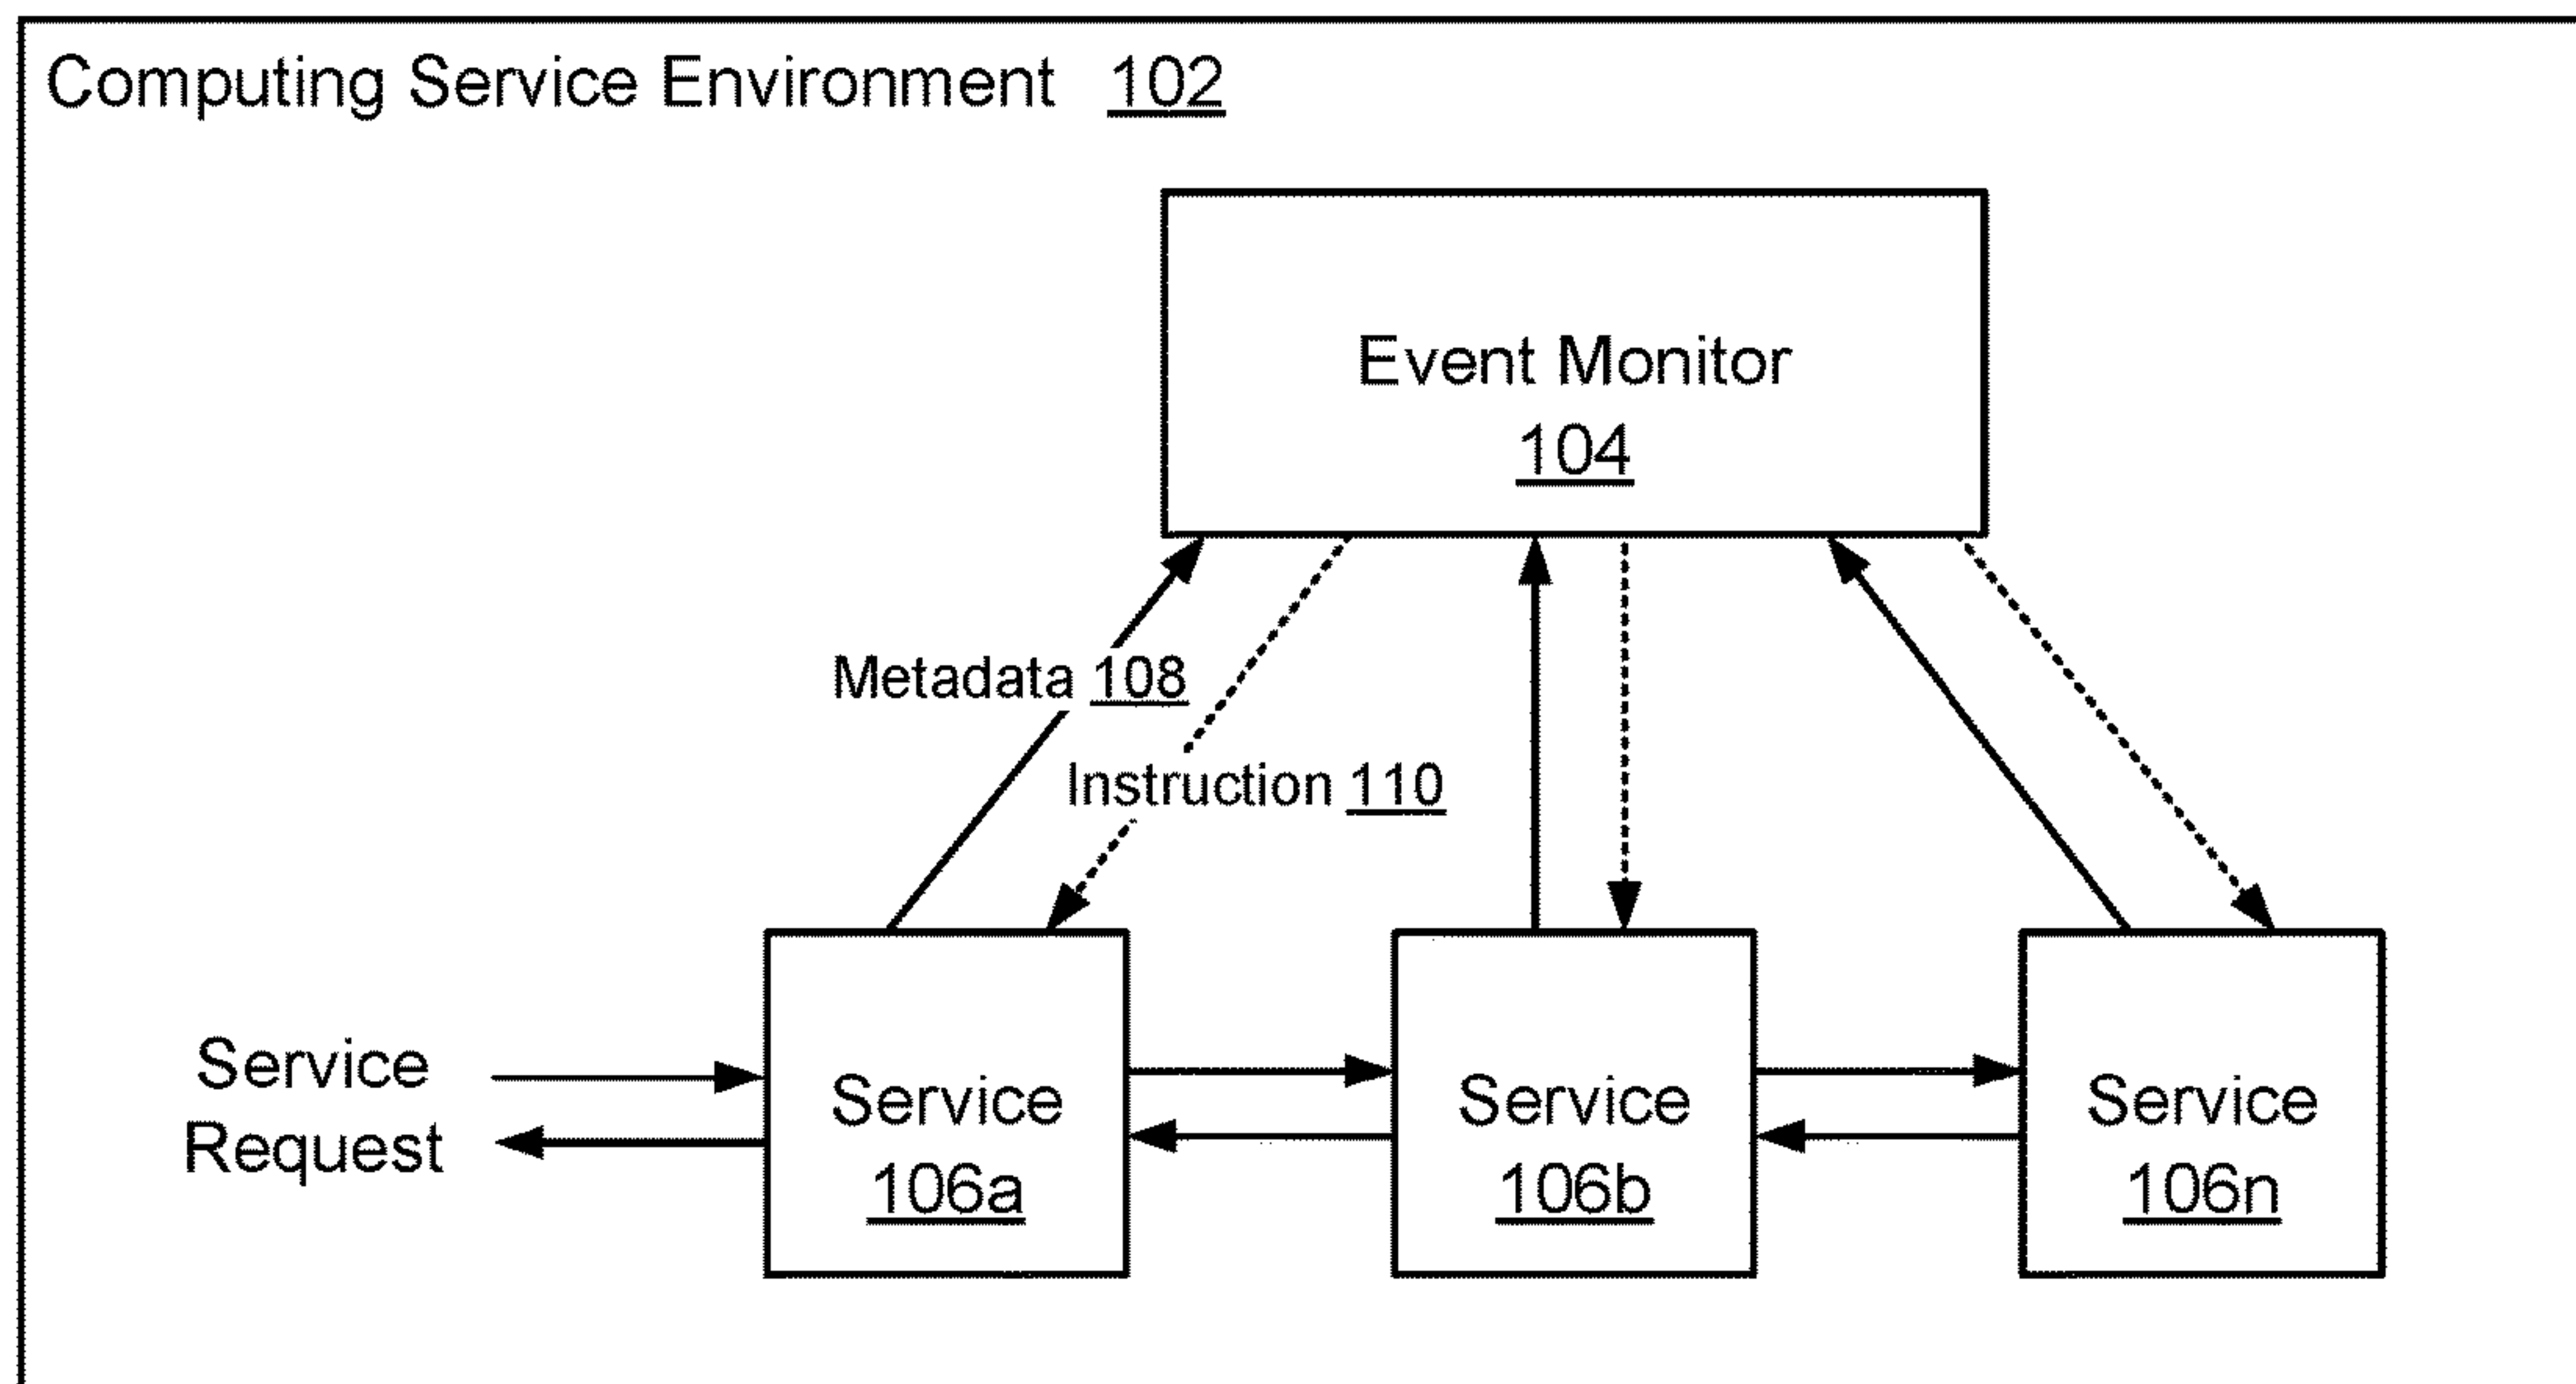 Computing Service Environment 102
Event Monitor
104
Metadata 108
Instruction 110
Service
Request
Service
106a
Service
106b
Service
106n